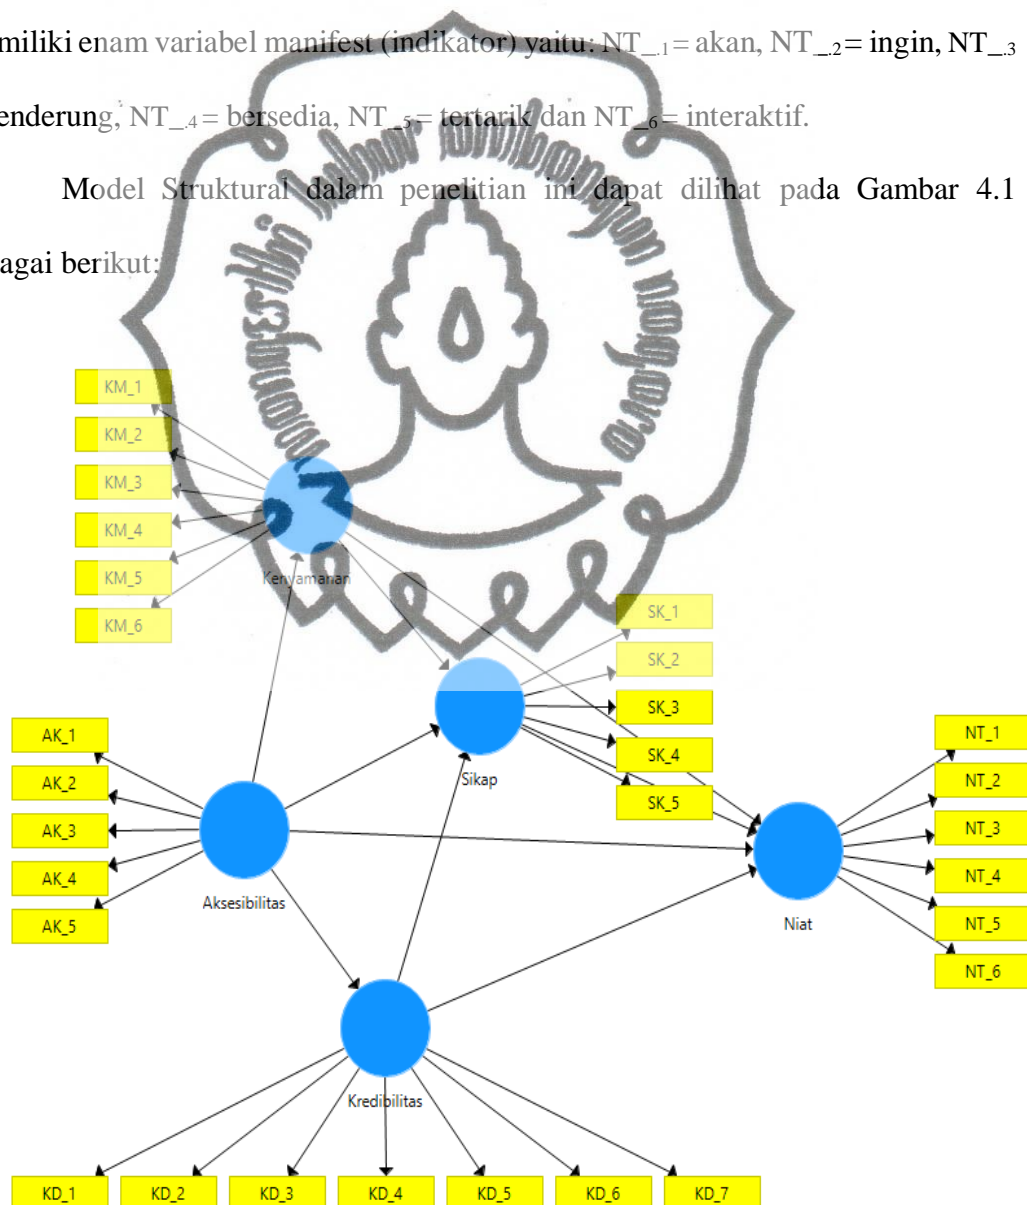 miliki enam variabel manifest (indikator) yaitu: NT_.1 = akan, NT_.2 = ingin, NT_.3
enderung, NT_.4 = bersedia, NT_.5 = tertarik dan NT_6 = interaktif.
Model Struktural dalam penelitian ini dapat dilihat pada Gambar 4.1
agai berikut:
KM_1
KM_2
KM_3
KM_4
KM_5
KM_6
Kenyamanan
SK_1
SK_2
SK_3
SK_4
SK_5
Sikap
AK_1
AK_2
AK_3
AK_4
AK_5
Aksesibilitas
NT_1
NT_2
NT_3
NT_4
NT_5
NT_6
Niat
Kredibilitas
KD_1
KD_2
KD_3
KD_4
KD_5
KD_6
KD_7